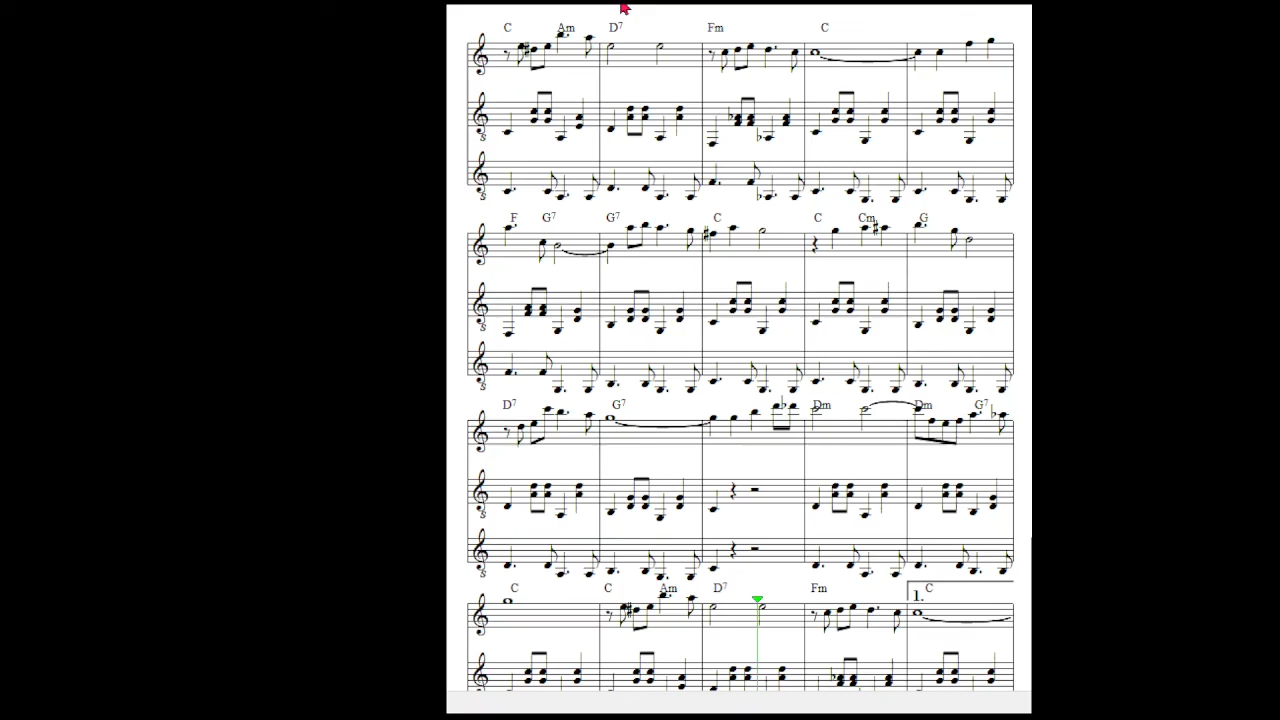 C Am D7 Fm C
F G7 G7 C C Cm G
D7 G7 Dm Dm G7
C C Am D7 Fm C
1.